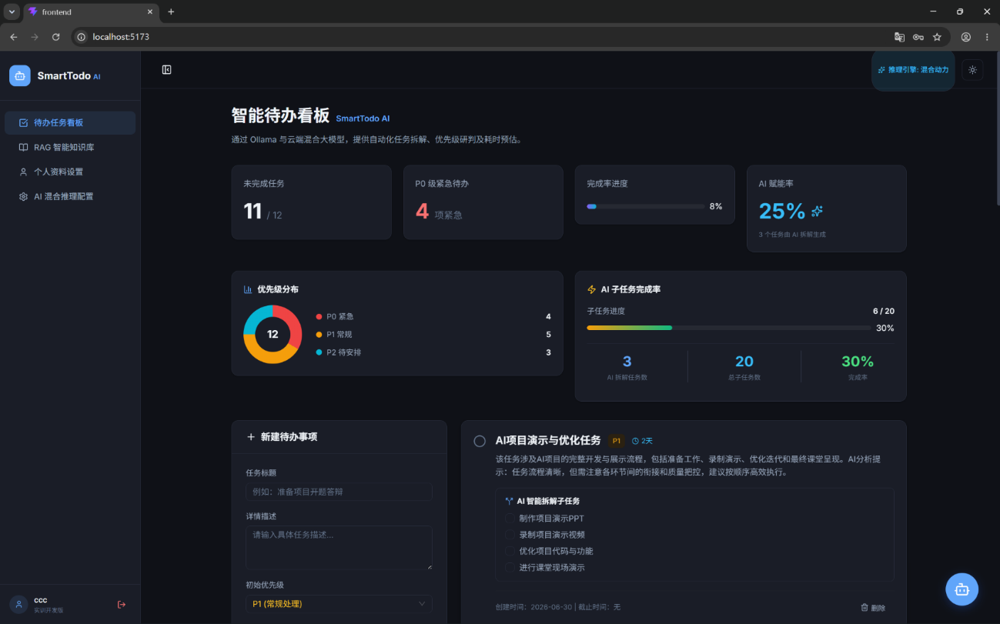 frontend
localhost:5173
SmartTodo AI
推理引擎: 混合动力
待办任务看板
RAG 智能知识库
个人资料设置
AI 混合推理配置
智能待办看板 SmartTodo AI
通过 Ollama 与云端混合大模型，提供自动化任务拆解、优先级研判及耗时预估。
未完成任务
11 / 12
P0 级紧急待办
4 项紧急
完成率进度
8%
AI 赋能率
25%
3 个任务由 AI 拆解生成
优先级分布
12
P0 紧急 4
P1 常规 5
P2 待安排 3
AI 子任务完成率
子任务进度 6 / 20
30%
3
AI 拆解任务数
20
总子任务数
30%
完成率
新建待办事项
任务标题
例如：准备项目开题答辩
详情描述
请输入具体任务描述...
初始优先级
P1 (常规处理)
AI项目演示与优化任务 P1 2天
该任务涉及AI项目的完整开发与展示流程，包括准备工作、录制演示、优化迭代和最终课堂呈现。AI分析提
示：任务流程清晰，但需注意各环节间的衔接和质量把控，建议按顺序高效执行。
AI 智能拆解子任务
制作项目演示PPT
录制项目演示视频
优化项目代码与功能
进行课堂现场演示
创建时间：2026-06-30 | 截止时间：无
删除
ccc
实训开发版